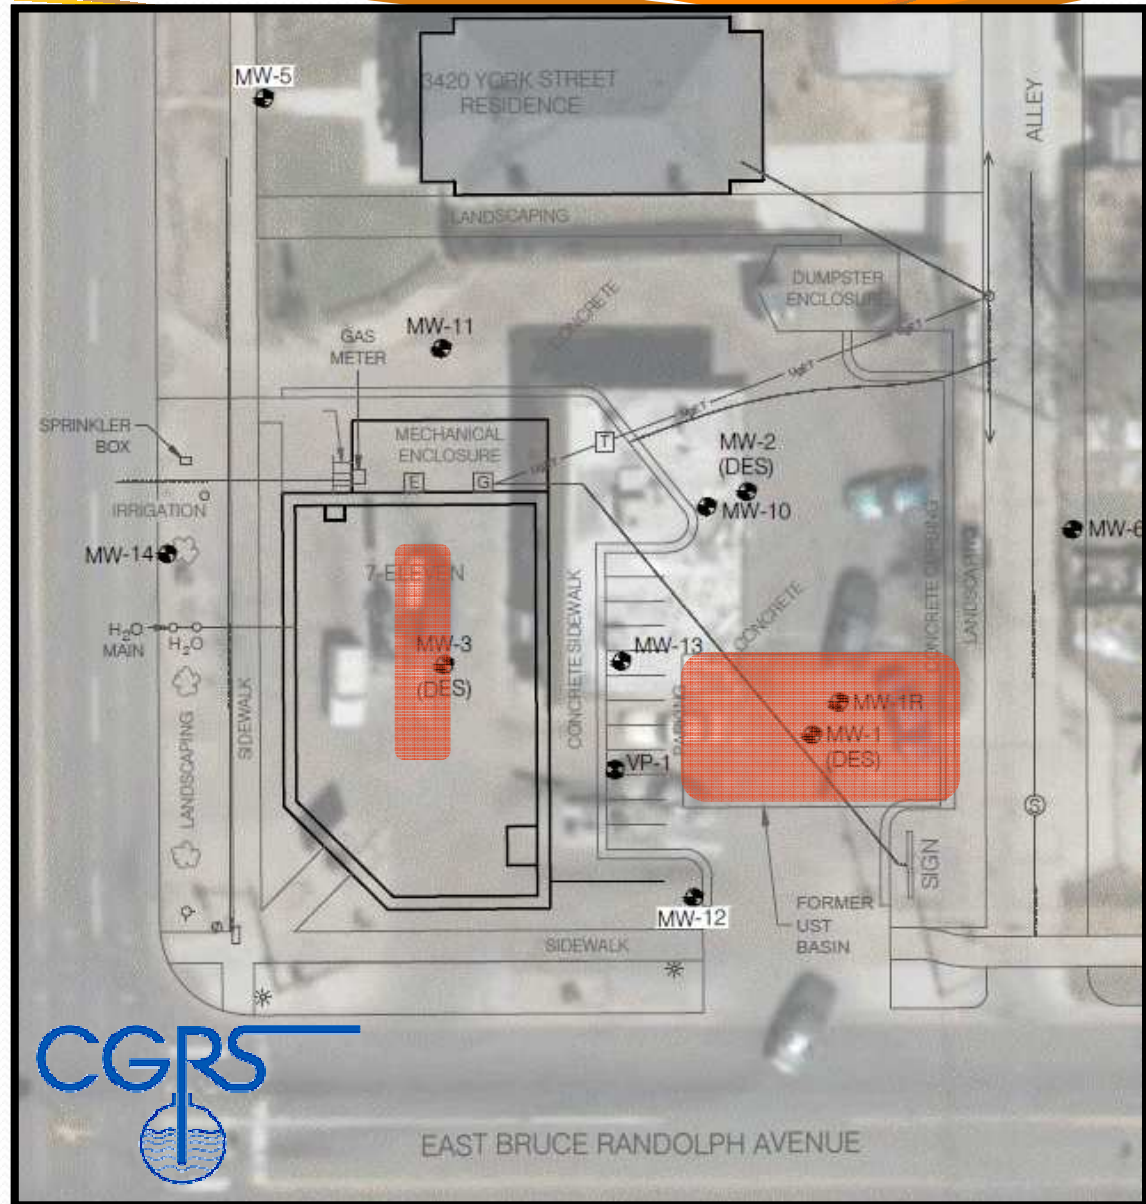 MW-5
3420 YORK STREET
RESIDENCE
ALLEY
LANDSCAPING
DUMPSTER
ENCLOSURE
CONCRETE
MW-11
GAS
METER
SPRINKLER
BOX
MECHANICAL
ENCLOSURE
T
E
G
MW-2
(DES)
MW-10
IRRIGATION
MW-14
MW-6
7-ELEVEN
CONCRETE CURBING
LANDSCAPING
CONCRETE SIDEWALK
CONCRETE
H2O
MAIN
H2O
MW-3
(DES)
MW-13
SIDEWALK
LANDSCAPING
PARKING
MW-1R
MW-1
(DES)
VP-1
S
SIGN
MW-12
FORMER
UST
BASIN
SIDEWALK
CGRS
EAST BRUCE RANDOLPH AVENUE